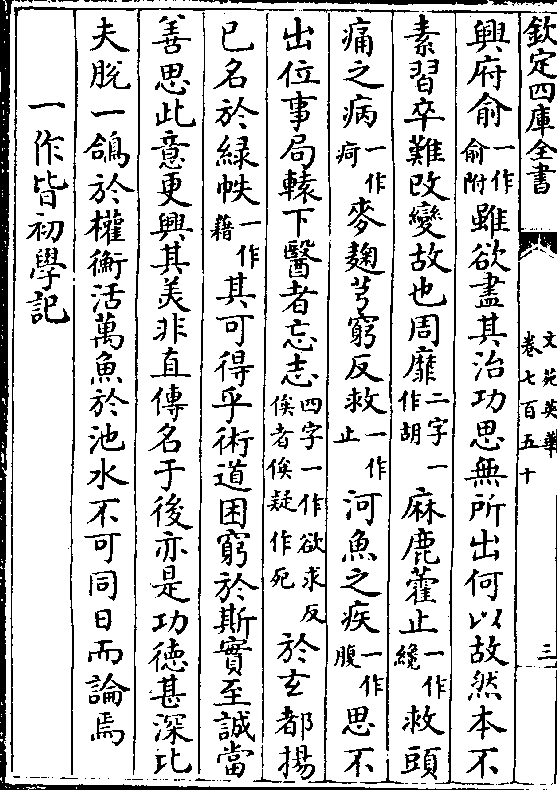 欽定四庫全書
文苑英華
卷七百五十
三
興府俞一作俞附雖欲盡其治功思無所出何以故然本不
素習卒難改變故也周靡二字一作胡麻鹿藿止一作纔救頭
痛之病一作疴麥麹芎窮反救一作止河魚之疾一作腹思不
出位事局轅下醫者忘志四字一作欲求反俟者俟疑作死於玄都揚
已名於緑帙一作藉其可得乎術道困窮於斯實至誠當
善思此意更興其美非直傳名于後亦是功徳甚深比
夫脫一鴿於權衡活萬魚於池水不可同日而論焉
一作皆初學記